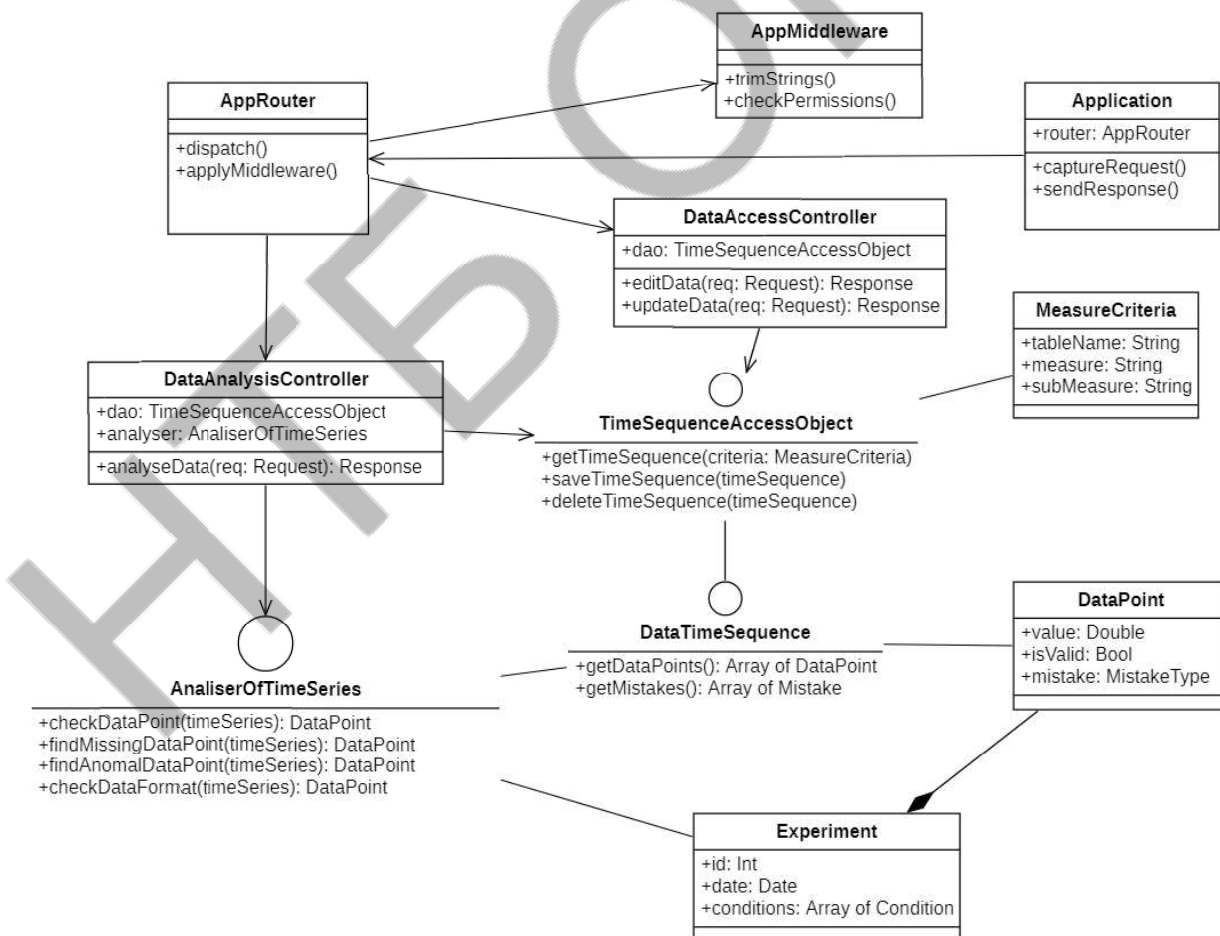 AppMiddleware
+trimStrings()
+checkPermissions()
AppRouter
+dispatch()
+applyMiddleware()
Application
+router: AppRouter
+captureRequest()
+sendResponse()
DataAccessController
+dao: TimeSequenceAccessObject
+editData(req: Request): Response
+updateData(req: Request): Response
MeasureCriteria
+tableName: String
+measure: String
+subMeasure: String
DataAnalysisController
+dao: TimeSequenceAccessObject
+analyser: AnaliserOfTimeSeries
+analyseData(req: Request): Response
TimeSequenceAccessObject
+getTimeSequence(criteria: MeasureCriteria)
+saveTimeSequence(timeSequence)
+deleteTimeSequence(timeSequence)
DataTimeSequence
+getDataPoints(): Array of DataPoint
+getMistakes(): Array of Mistake
DataPoint
+value: Double
+isValid: Bool
+mistake: MistakeType
AnaliserOfTimeSeries
+checkDataPoint(timeSeries): DataPoint
+findMissingDataPoint(timeSeries): DataPoint
+findAnomalDataPoint(timeSeries): DataPoint
+checkDataFormat(timeSeries): DataPoint
Experiment
+id: Int
+date: Date
+conditions: Array of Condition
НТБ